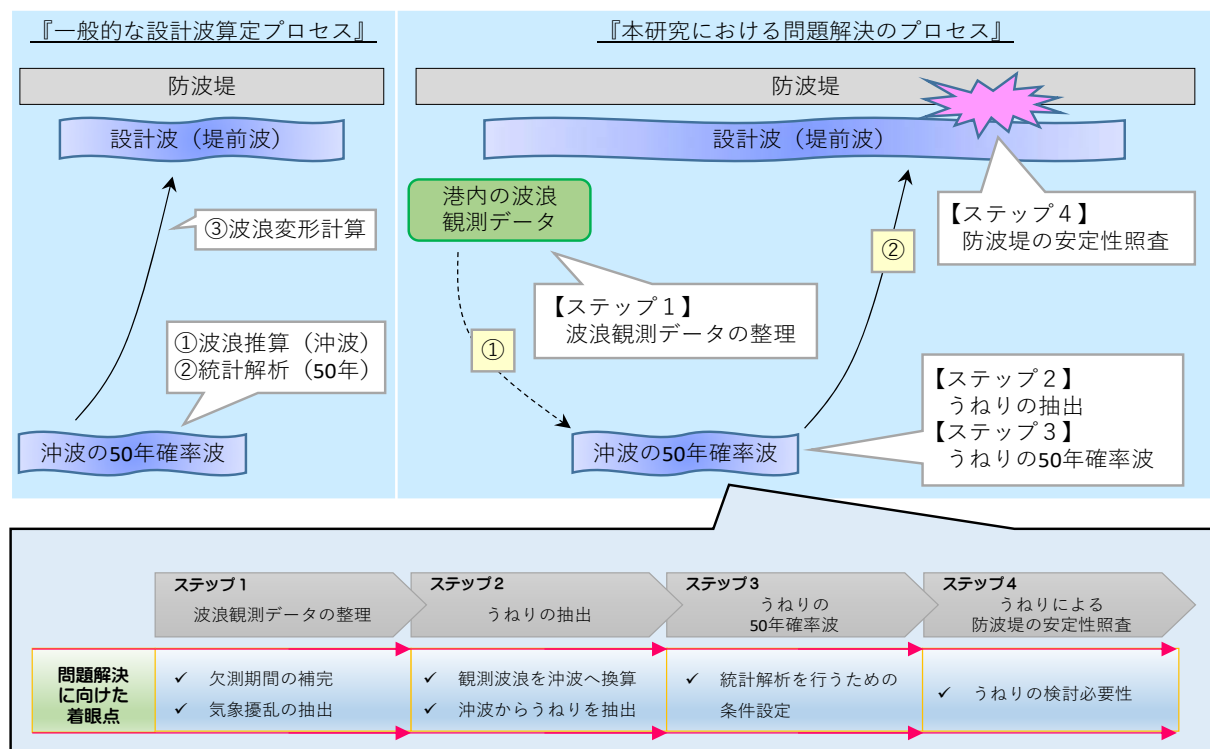 『一般的な設計波算定プロセス』
防波堤
設計波（堤前波）
③波浪変形計算
①波浪推算（沖波）
②統計解析（50年）
沖波の50年確率波
『本研究における問題解決のプロセス』
防波堤
設計波（堤前波）
港内の波浪
観測データ
【ステップ１】
波浪観測データの整理
①
②
【ステップ４】
防波堤の安定性照査
【ステップ２】
うねりの抽出
【ステップ３】
うねりの50年確率波
沖波の50年確率波
ステップ1
波浪観測データの整理
ステップ2
うねりの抽出
ステップ3
うねりの
50年確率波
ステップ4
うねりによる
防波堤の安定性照査
問題解決
に向けた
着眼点
✓ 欠測期間の補完
✓ 気象擾乱の抽出
✓ 観測波浪を沖波へ換算
✓ 沖波からうねりを抽出
✓ 統計解析を行うための
条件設定
✓ うねりの検討必要性